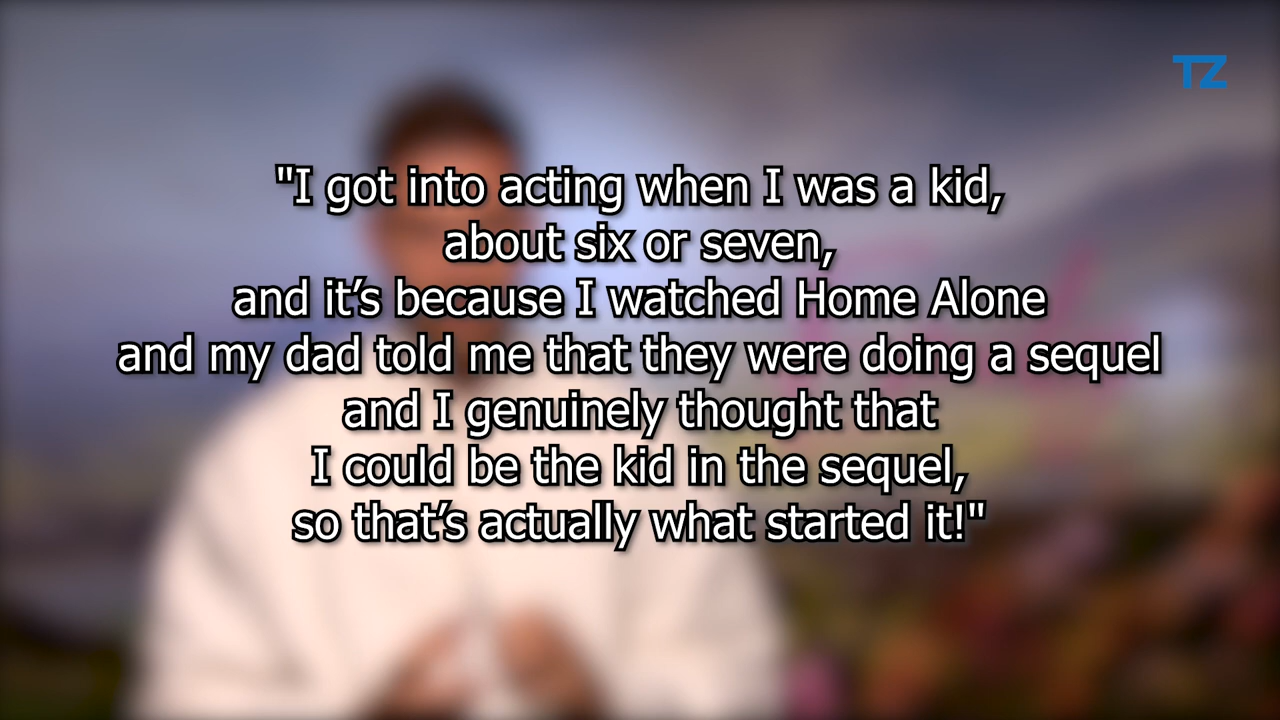 TZ
"I got into acting when I was a kid,
about six or seven,
and it’s because I watched Home Alone
and my dad told me that they were doing a sequel
and I genuinely thought that
I could be the kid in the sequel,
so that’s actually what started it!"